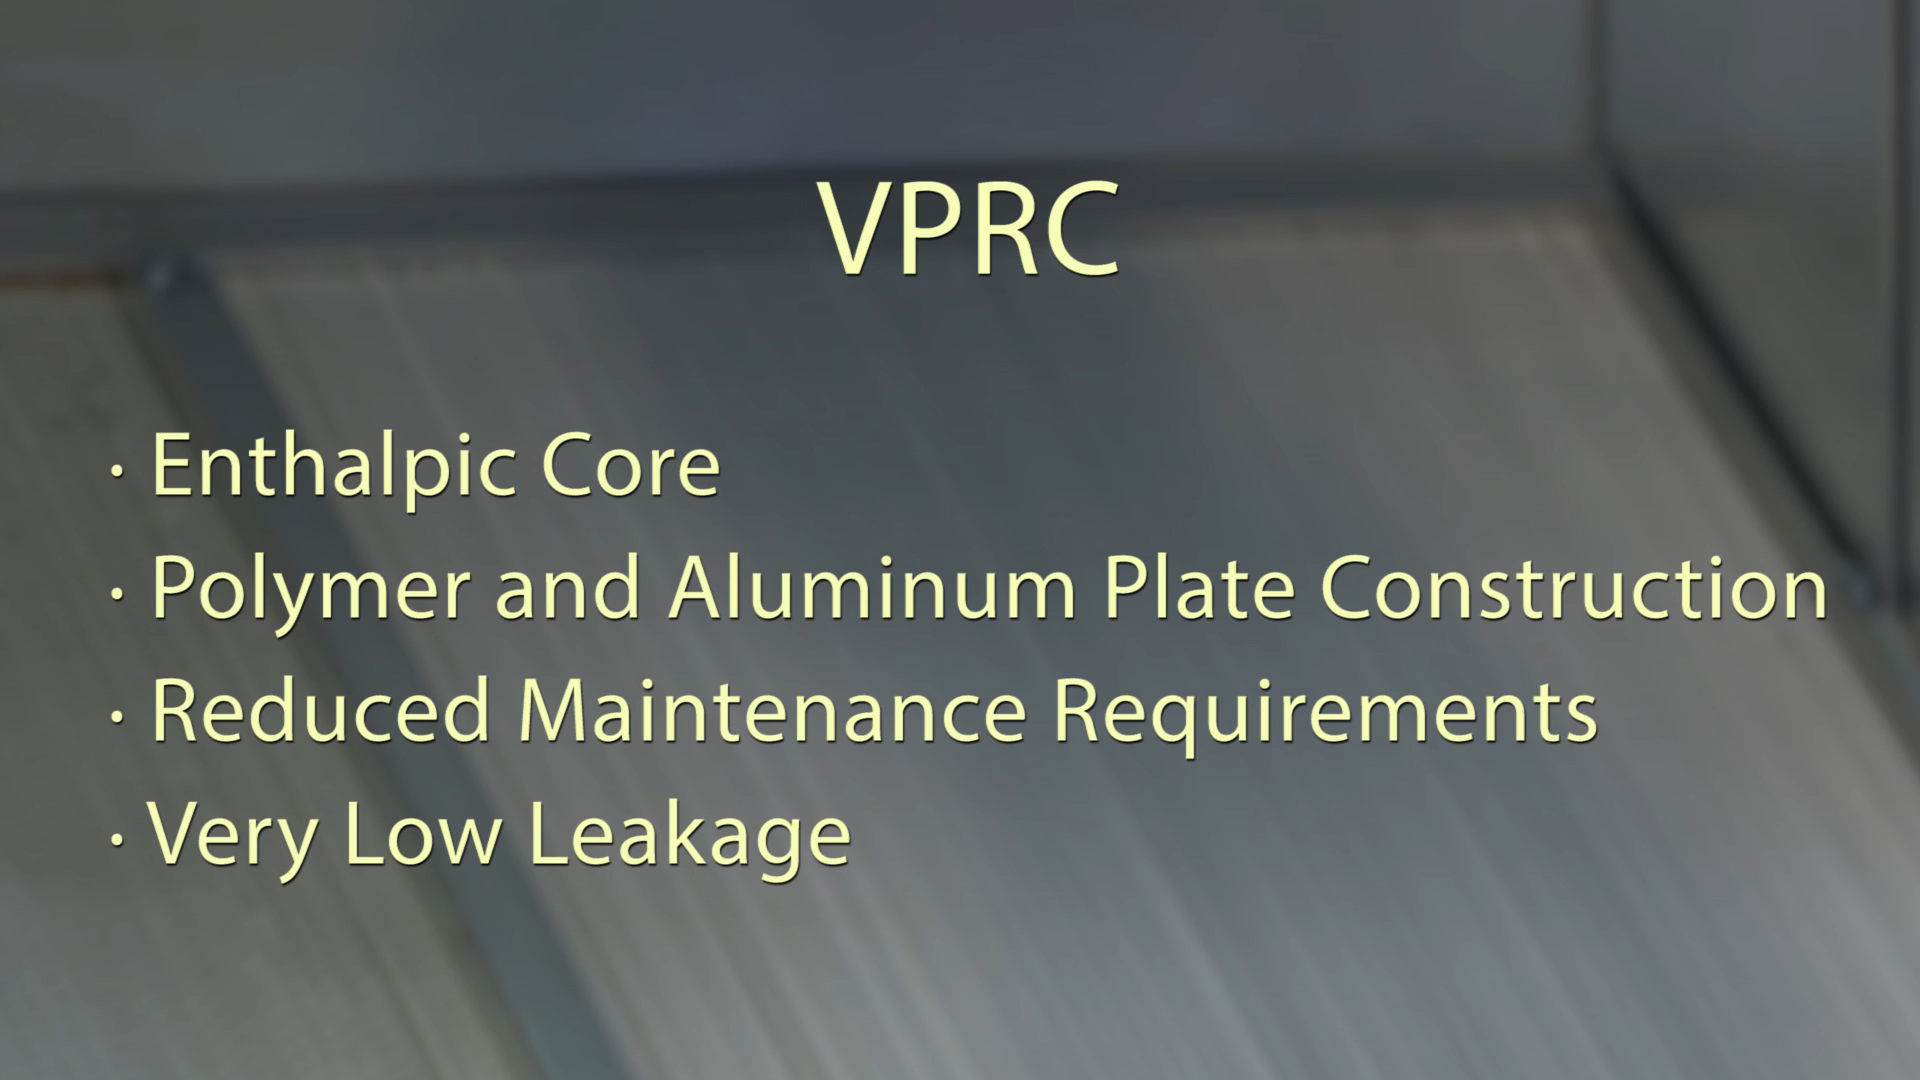 VPRC
· Enthalpic Core
· Polymer and Aluminum Plate Construction
· Reduced Maintenance Requirements
· Very Low Leakage